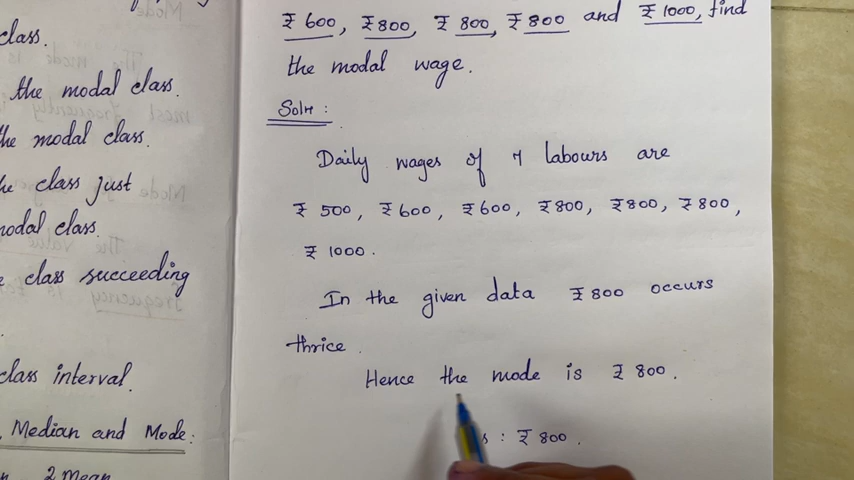 class.
the modal class.
the modal class.
class just
modal class
class succeeding
class interval.
, Median and Mode:
2 Mean
₹ 600, ₹ 800, ₹ 800, ₹ 800 and ₹ 1000, find
the modal wage.
Soln :
Daily wages of 7 labours are
₹ 500, ₹ 600, ₹ 600, ₹ 800, ₹ 800, ₹ 800,
₹ 1000.
In the given data ₹ 800 occurs
thrice.
Hence the mode is ₹ 800.
: ₹ 800.